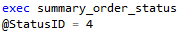 exec summary_order_status
@StatusID = 4